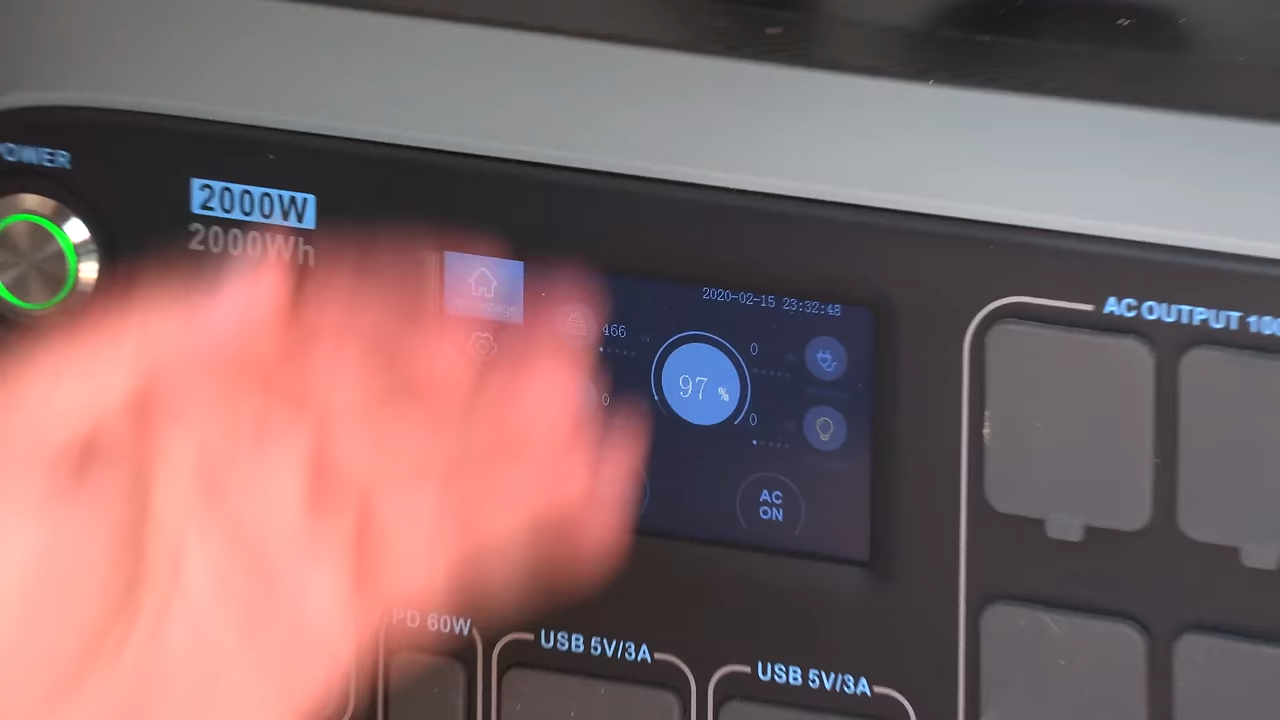 POWER
2000W
2000Wh
2020-02-15 23:32:48
466
0
97 %
0
0
AC
ON
AC OUTPUT
PD 60W
USB 5V/3A
USB 5V/3A